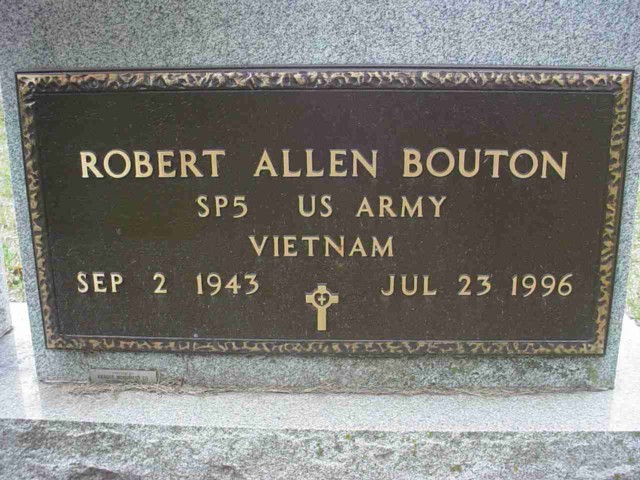 ROBERT ALLEN BOUTON
SP5 US ARMY
VIETNAM
SEP 2 1943 JUL 23 1996